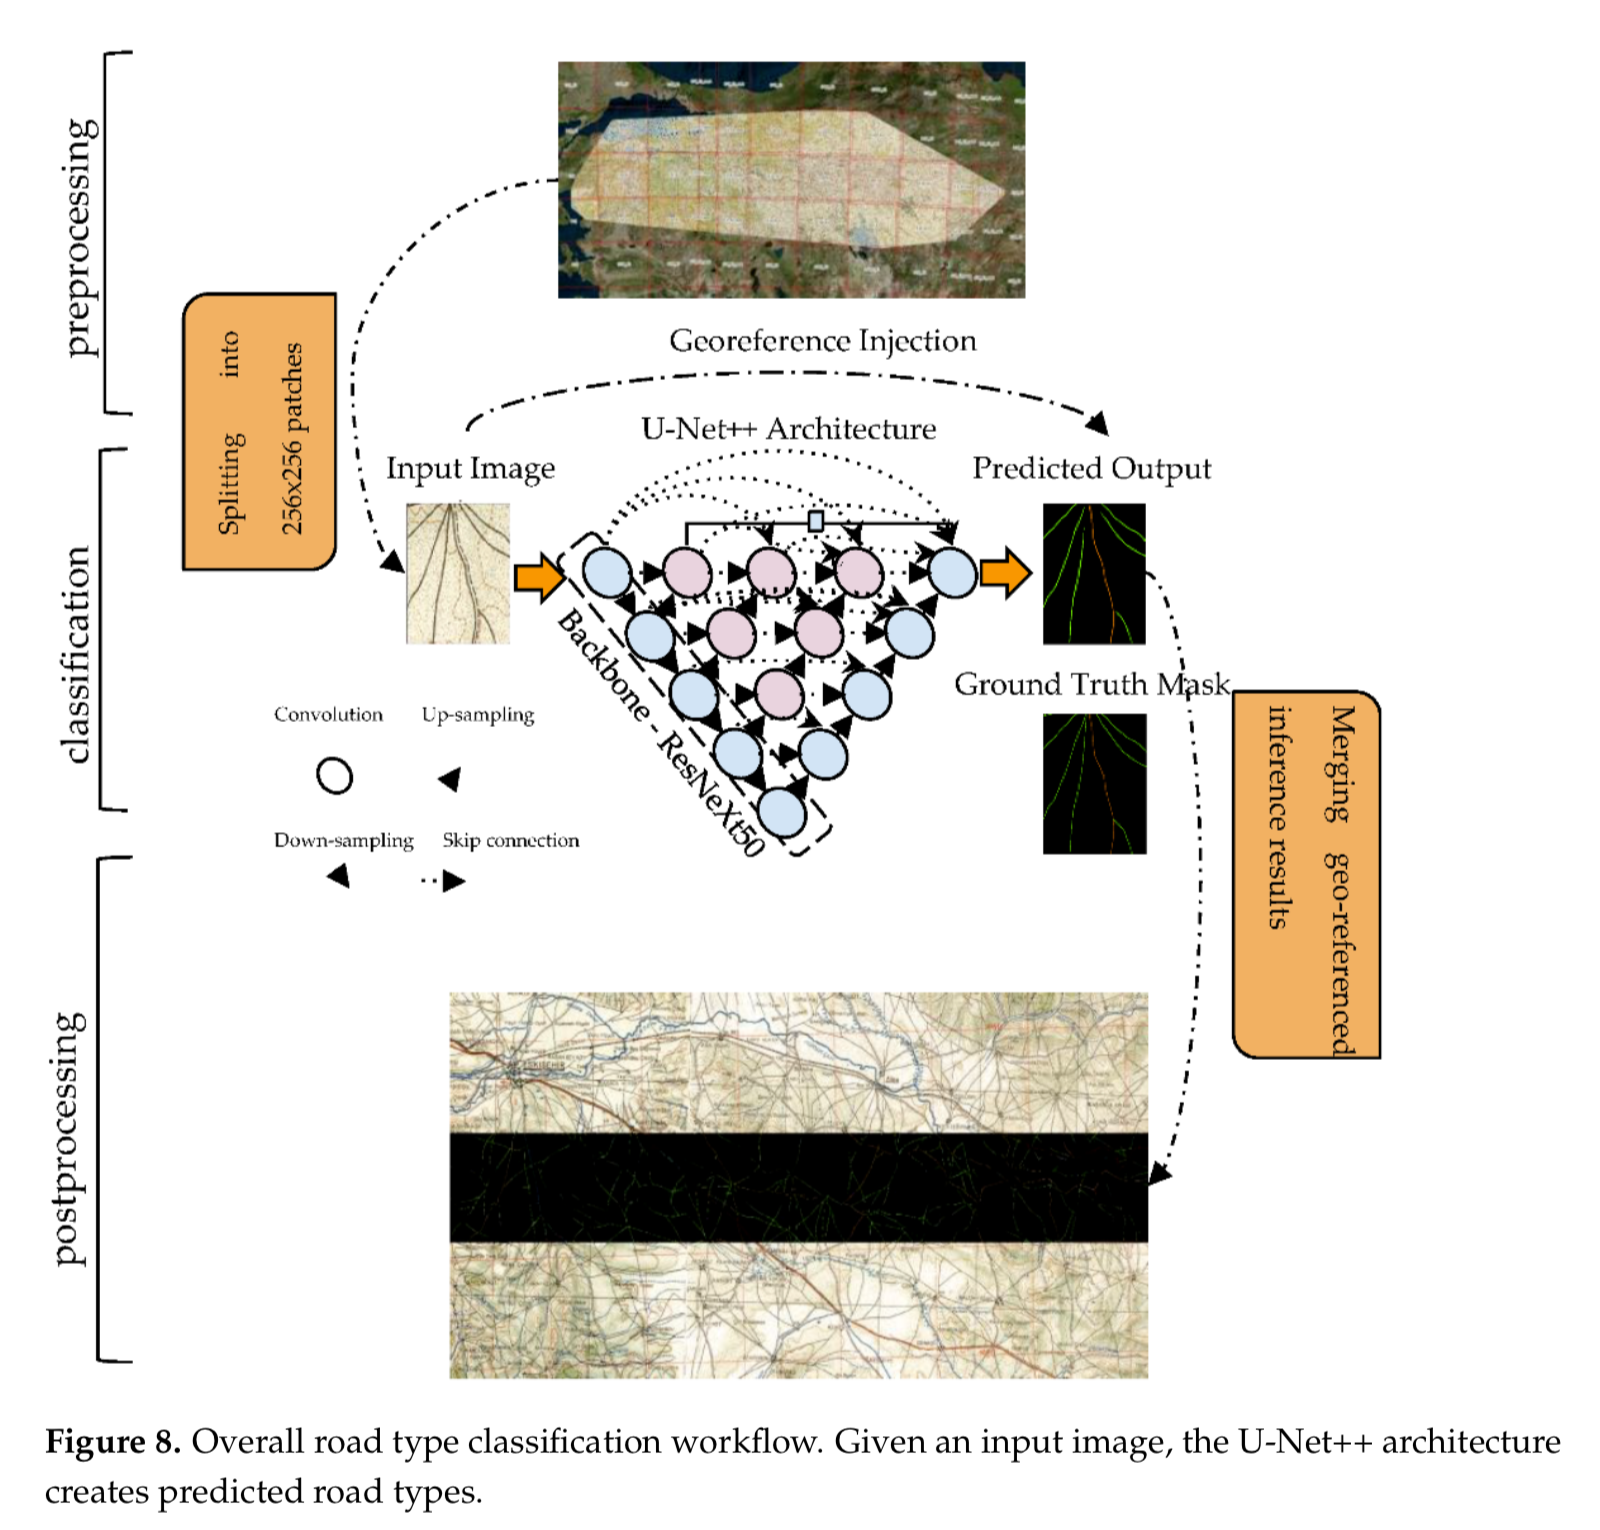 preprocessing
Splitting into
256x256 patches
Georeference Injection
U-Net++ Architecture
Input Image
Predicted Output
classification
Backbone - ResNeXt50
Ground Truth Mask
Convolution
Up-sampling
Down-sampling
Skip connection
Merging geo-referenced
inference results
postprocessing
Figure 8. Overall road type classification workflow. Given an input image, the U-Net++ architecture
creates predicted road types.